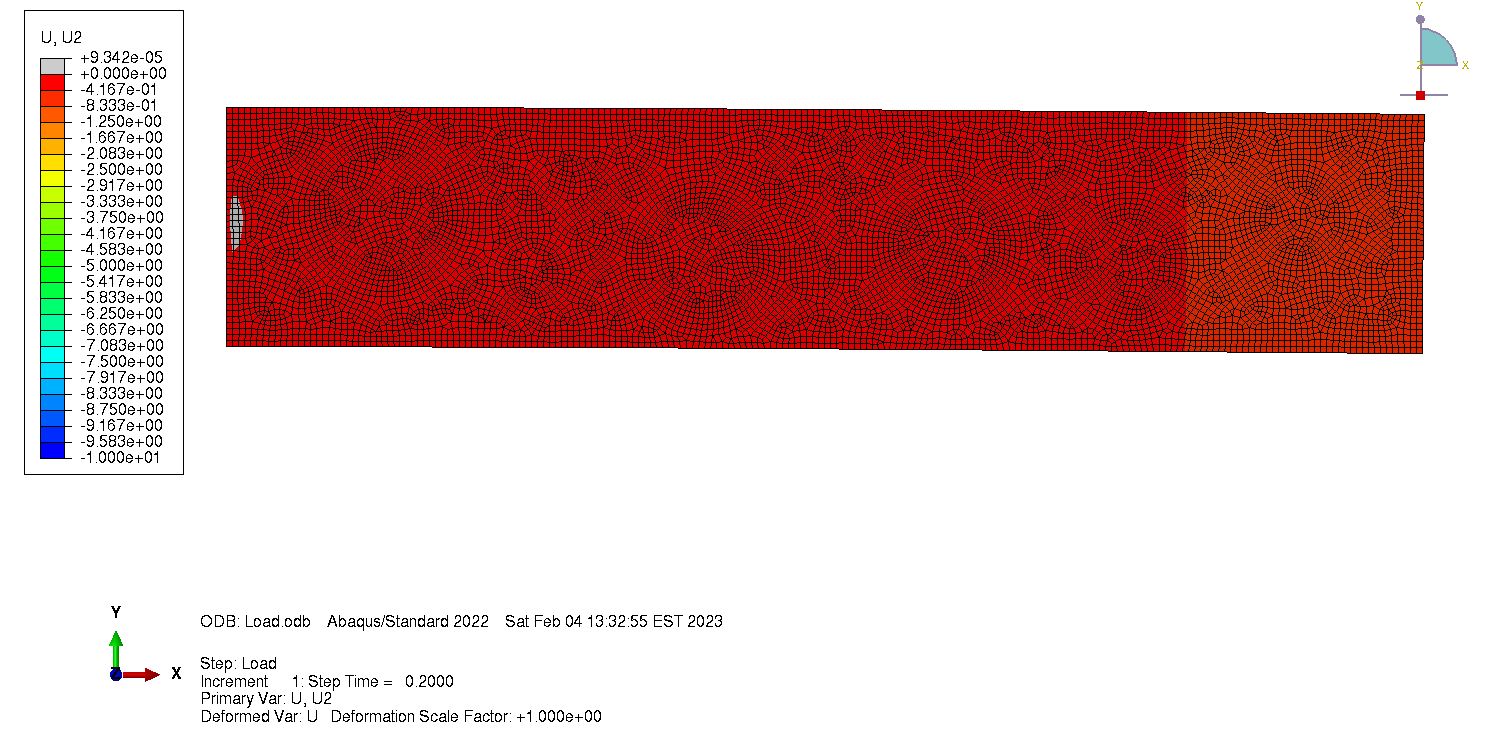 U, U2
+9.342e-05
+0.000e+00
-4.167e-01
-8.333e-01
-1.250e+00
-1.667e+00
-2.083e+00
-2.500e+00
-2.917e+00
-3.333e+00
-3.750e+00
-4.167e+00
-4.583e+00
-5.000e+00
-5.417e+00
-5.833e+00
-6.250e+00
-6.667e+00
-7.083e+00
-7.500e+00
-7.917e+00
-8.333e+00
-8.750e+00
-9.167e+00
-9.583e+00
-1.000e+01
Y
Z X
Y
Z X
ODB: Load.odb Abaqus/Standard 2022 Sat Feb 04 13:32:55 EST 2023
Step: Load
Increment 1: Step Time = 0.2000
Primary Var: U, U2
Deformed Var: U Deformation Scale Factor: +1.000e+00